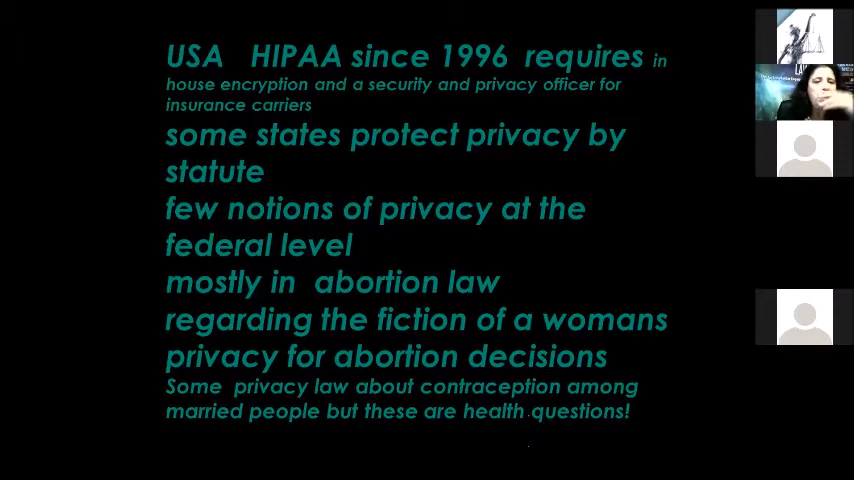 USA HIPAA since 1996 requires in
house encryption and a security and privacy officer for
insurance carriers
some states protect privacy by
statute
few notions of privacy at the
federal level
mostly in abortion law
regarding the fiction of a womans
privacy for abortion decisions
Some privacy law about contraception among
married people but these are health questions!